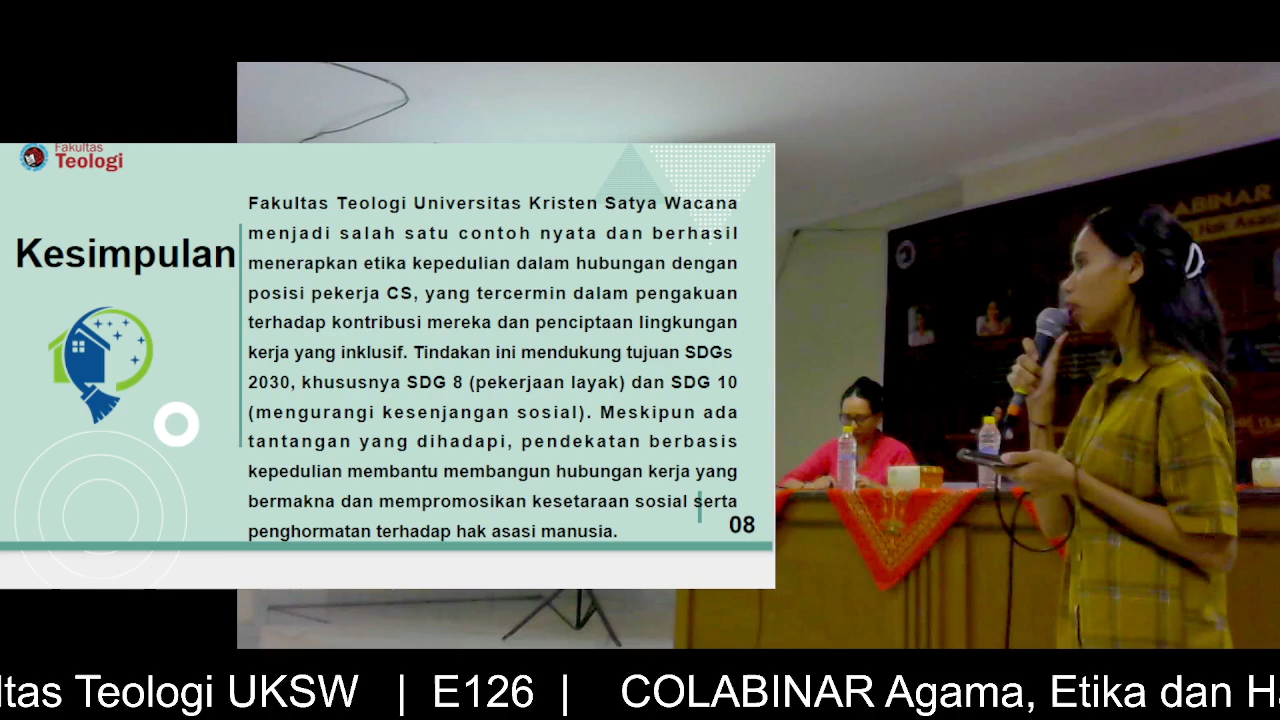 Fakultas
Teologi
Kesimpulan
Fakultas Teologi Universitas Kristen Satya Wacana
menjadi salah satu contoh nyata dan berhasil
menerapkan etika kepedulian dalam hubungan dengan
posisi pekerja CS, yang tercermin dalam pengakuan
terhadap kontribusi mereka dan penciptaan lingkungan
kerja yang inklusif. Tindakan ini mendukung tujuan SDGs
2030, khususnya SDG 8 (pekerjaan layak) dan SDG 10
(mengurangi kesenjangan sosial). Meskipun ada
tantangan yang dihadapi, pendekatan berbasis
kepedulian membantu membangun hubungan kerja yang
bermakna dan mempromosikan kesetaraan sosial serta
penghormatan terhadap hak asasi manusia.
08
ABINAR
Hak Asasi
ltas Teologi UKSW | E126 | COLABINAR Agama, Etika dan Ha